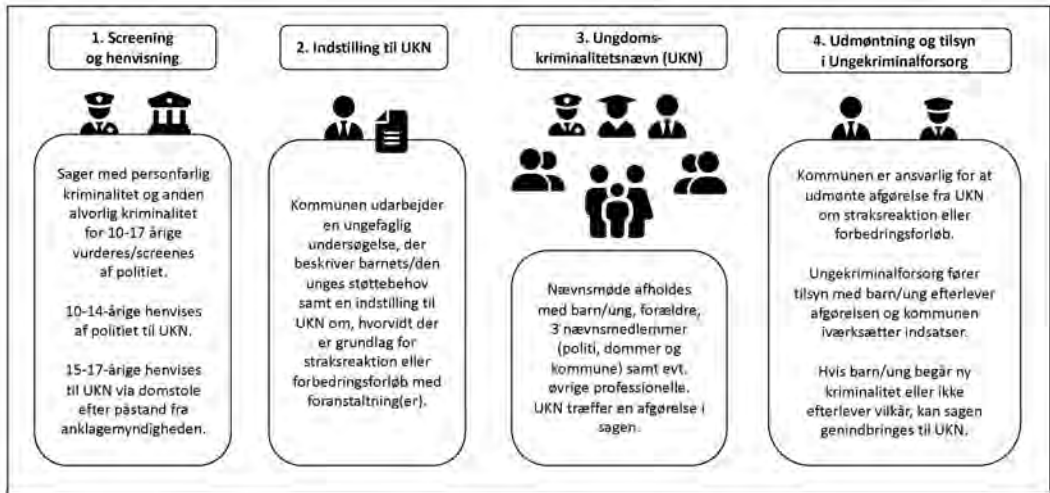 1. Screening
og henvisning
Sager med personfarlig
kriminalitet og anden
alvorlig kriminalitet
for 10-17 årige
vurderes/screenes
af politiet.
10-14-årige henvises
af politiet til UKN.
15-17-årige henvises
til UKN via domstole
efter påstand fra
anklagemyndigheden.
2. Indstilling til UKN
Kommunen udarbejder
en ungefaglig
undersøgelse, der
beskriver barnets/den
unges støttebehov
samt en indstilling til
UKN om, hvorvidt der
er grundlag for
straksreaktion eller
forbedringsforløb med
foranstaltning(er).
3. Ungdoms-
kriminalitetsnævn (UKN)
Nævnsmøde afholdes
med barn/ung, forældre,
3 nævnsmedlemmer
(politi, dommer og
kommune) samt evt.
øvrige professionelle.
UKN træffer en afgørelse i
sagen.
4. Udmøntning og tilsyn
i Ungekriminalforsorg
Kommunen er ansvarlig for at
udmønte afgørelse fra UKN
om straksreaktion eller
forbedringsforløb.
Ungekriminalforsorg fører
tilsyn med barn/ung efterlever
afgørelsen og kommunen
iværksætter indsatser.
Hvis barn/ung begår ny
kriminalitet eller ikke
efterlever vilkår, kan sagen
genindbringes til UKN.